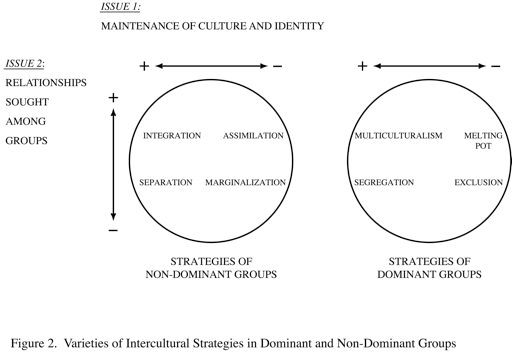 ISSUE 1:
MAINTENANCE OF CULTURE AND IDENTITY
ISSUE 2:
RELATIONSHIPS
SOUGHT
AMONG
GROUPS
+ −
+ −
+
−
INTEGRATION ASSIMILATION
SEPARATION MARGINALIZATION
MULTICULTURALISM MELTING
POT
SEGREGATION EXCLUSION
STRATEGIES OF
NON-DOMINANT GROUPS
STRATEGIES OF
DOMINANT GROUPS
Figure 2. Varieties of Intercultural Strategies in Dominant and Non-Dominant Groups